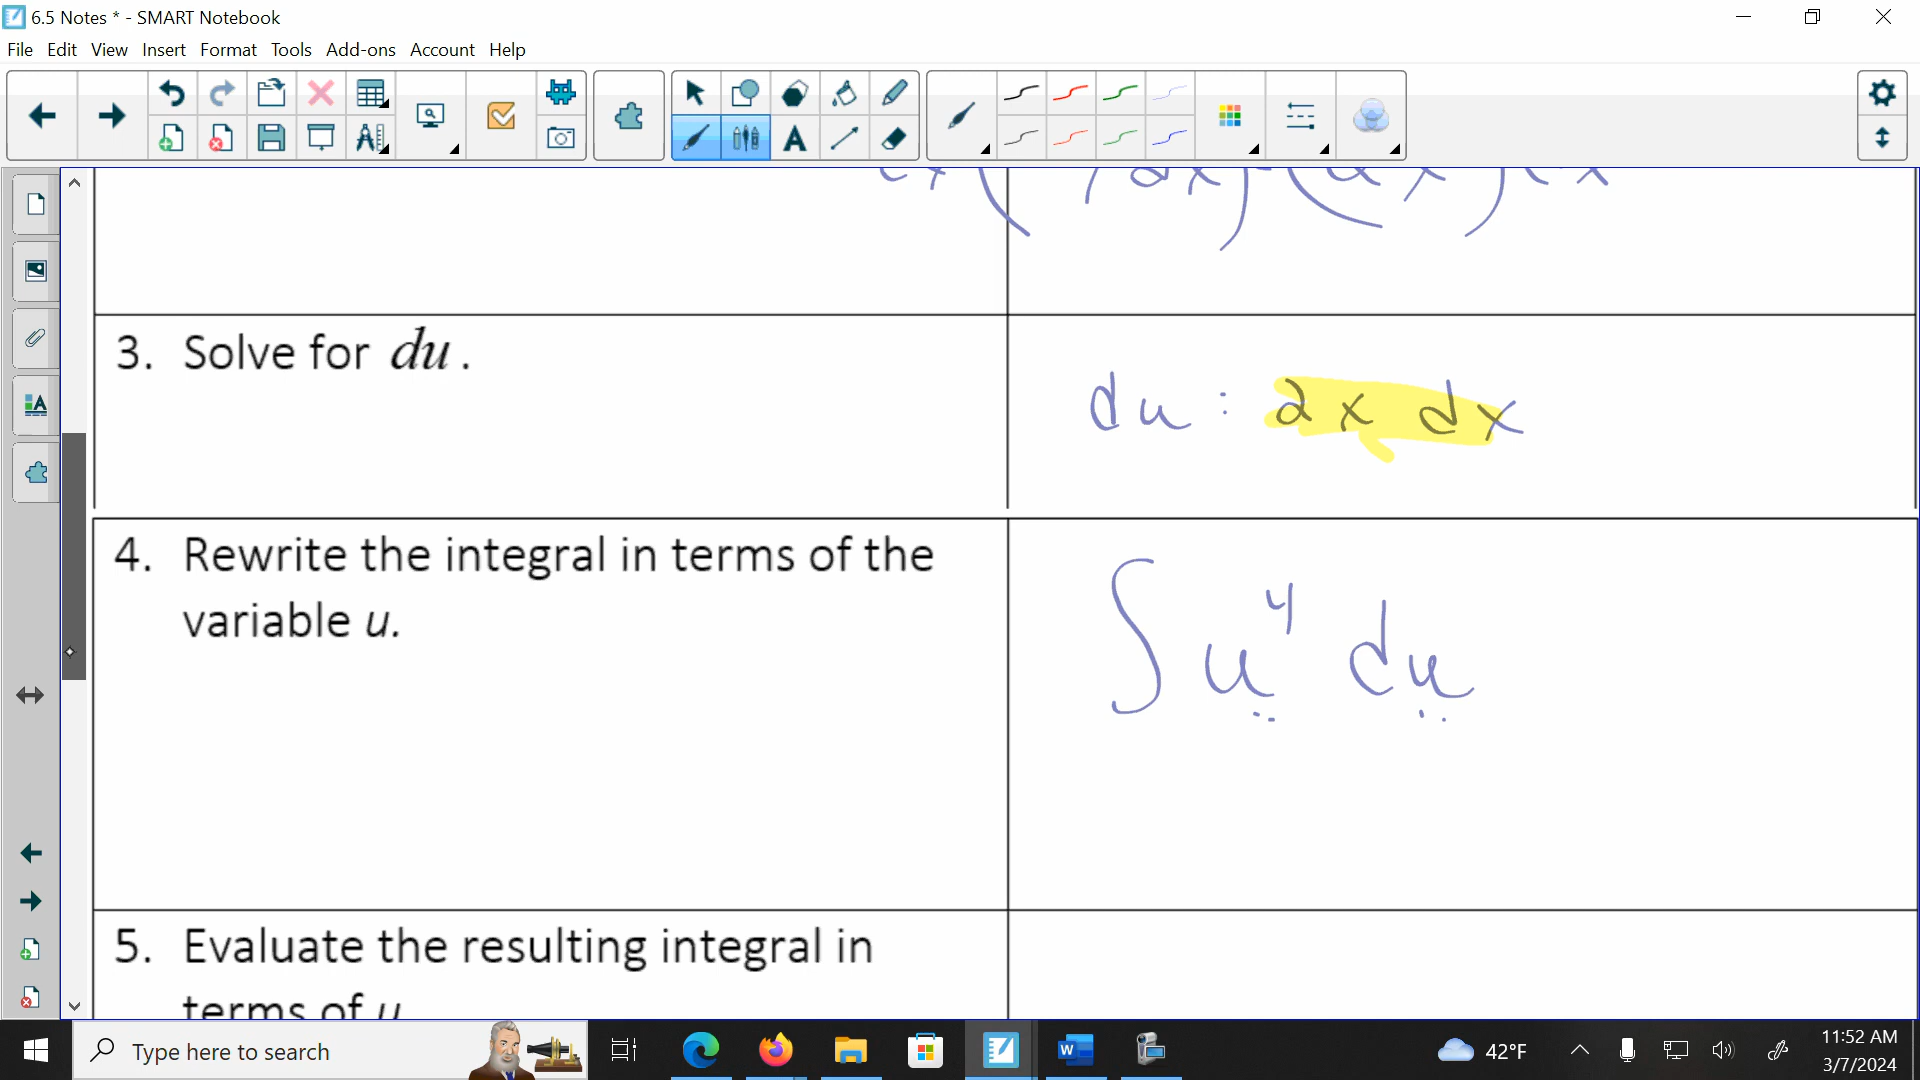 6.5 Notes * - SMART Notebook
File Edit View Insert Format Tools Add-ons Account Help
3. Solve for du.
du : 2x dx
4. Rewrite the integral in terms of the
variable u.
∫ u⁴ du
5. Evaluate the resulting integral in
terms of u
Type here to search
42°F
11:52 AM
3/7/2024